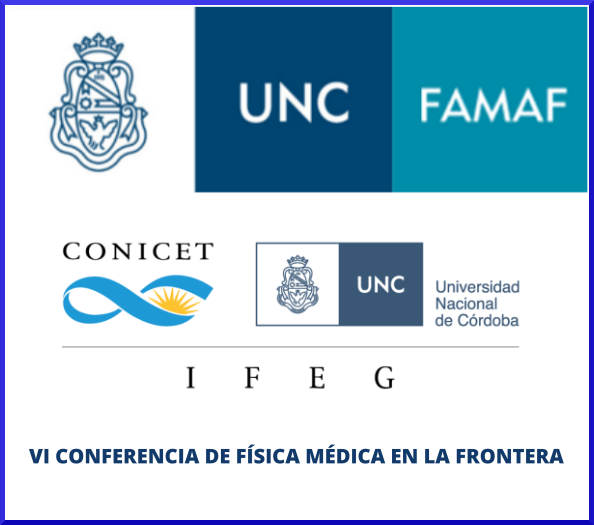 UNC
FAMAF
CONICET
UNC
Universidad
Nacional
de Córdoba
I F E G
VI CONFERENCIA DE FÍSICA MÉDICA EN LA FRONTERA